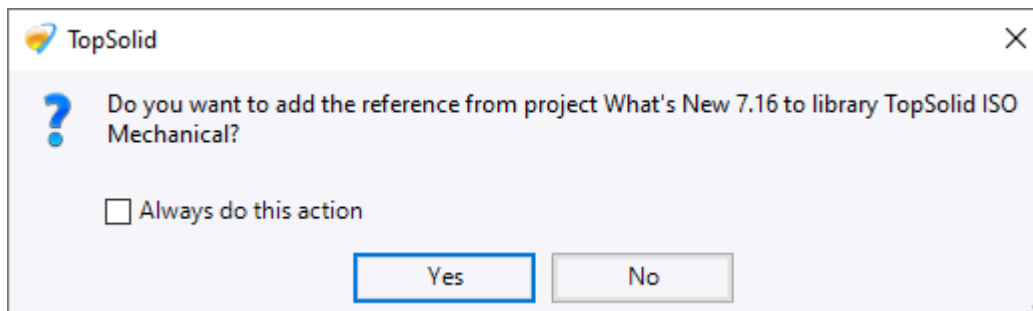 TopSolid
Do you want to add the reference from project What's New 7.16 to library TopSolid ISO
Mechanical?
Always do this action
Yes
No